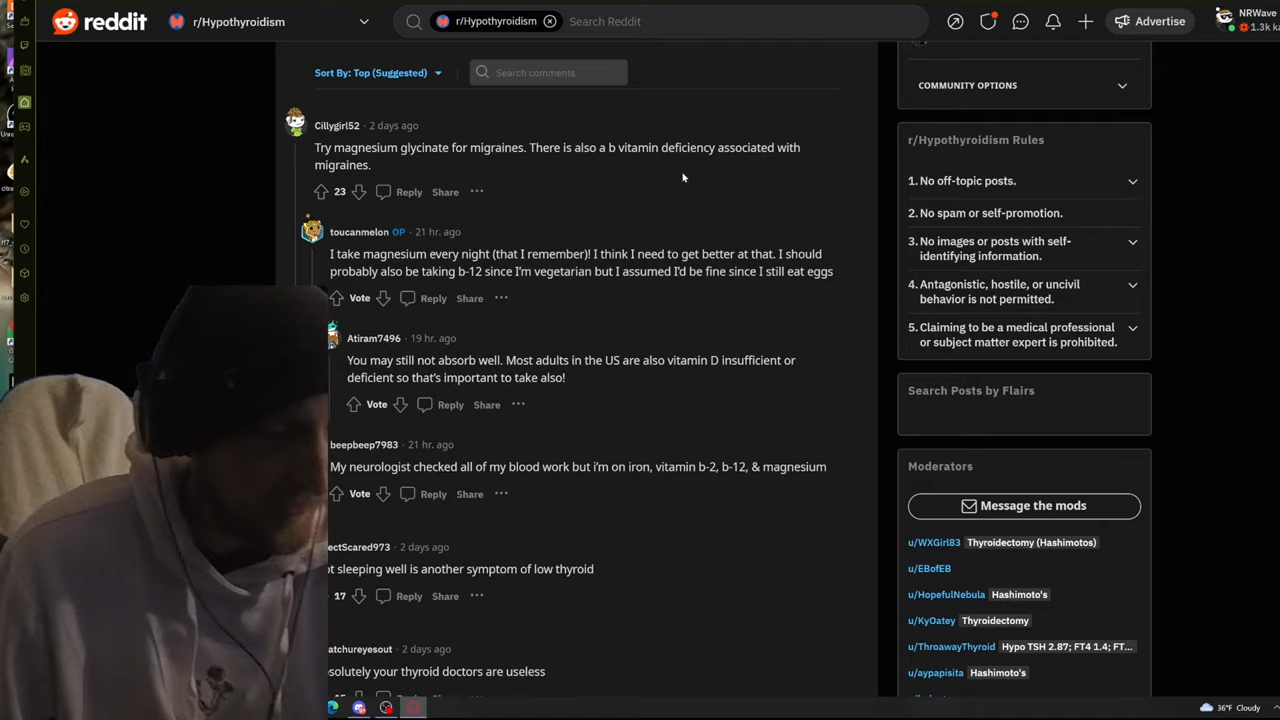 reddit
r/Hypothyroidism
r/Hypothyroidism
Search Reddit
Advertise
NRWave
1.3k ka
Sort By: Top (Suggested)
Search comments
Cillygirl52 · 2 days ago
Try magnesium glycinate for migraines. There is also a b vitamin deficiency associated with
migraines.
23 Reply Share ···
toucanmelon OP · 21 hr. ago
I take magnesium every night (that I remember)! I think I need to get better at that. I should
probably also be taking b-12 since I'm vegetarian but I assumed I'd be fine since I still eat eggs
Vote Reply Share ···
Atiram7496 · 19 hr. ago
You may still not absorb well. Most adults in the US are also vitamin D insufficient or
deficient so that's important to take also!
Vote Reply Share ···
beepbeep7983 · 21 hr. ago
My neurologist checked all of my blood work but i'm on iron, vitamin b-2, b-12, & magnesium
Vote Reply Share ···
ectScared973 · 2 days ago
ot sleeping well is another symptom of low thyroid
17 Reply Share ···
atchureyesout · 2 days ago
solutely your thyroid doctors are useless
COMMUNITY OPTIONS
r/Hypothyroidism Rules
1. No off-topic posts.
2. No spam or self-promotion.
3. No images or posts with self-
identifying information.
4. Antagonistic, hostile, or uncivil
behavior is not permitted.
5. Claiming to be a medical professional
or subject matter expert is prohibited.
Search Posts by Flairs
Moderators
Message the mods
u/WXGirl83 Thyroidectomy (Hashimotos)
u/EBofEB
u/HopefulNebula Hashimoto's
u/KyOatey Thyroidectomy
u/ThroawayThyroid Hypo TSH 2.87; FT4 1.4; FT...
u/aypapisita Hashimoto's
36°F Cloudy